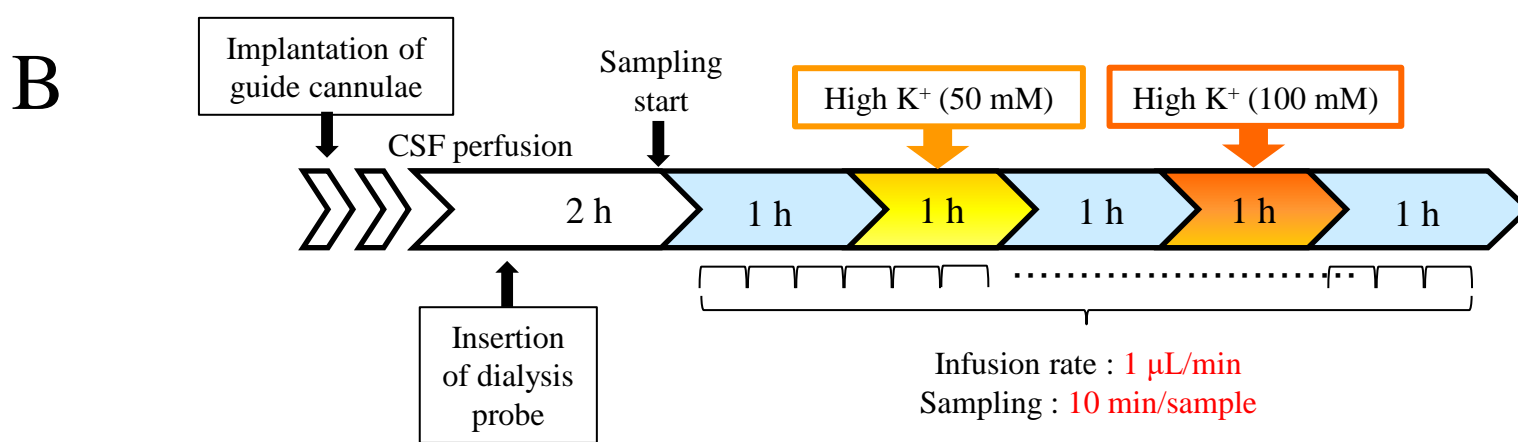 B
Implantation of
guide cannulae
Sampling
start
High K⁺ (50 mM)
High K⁺ (100 mM)
CSF perfusion
2 h
1 h
1 h
1 h
1 h
1 h
Insertion
of dialysis
probe
Infusion rate : 1 μL/min
Sampling : 10 min/sample